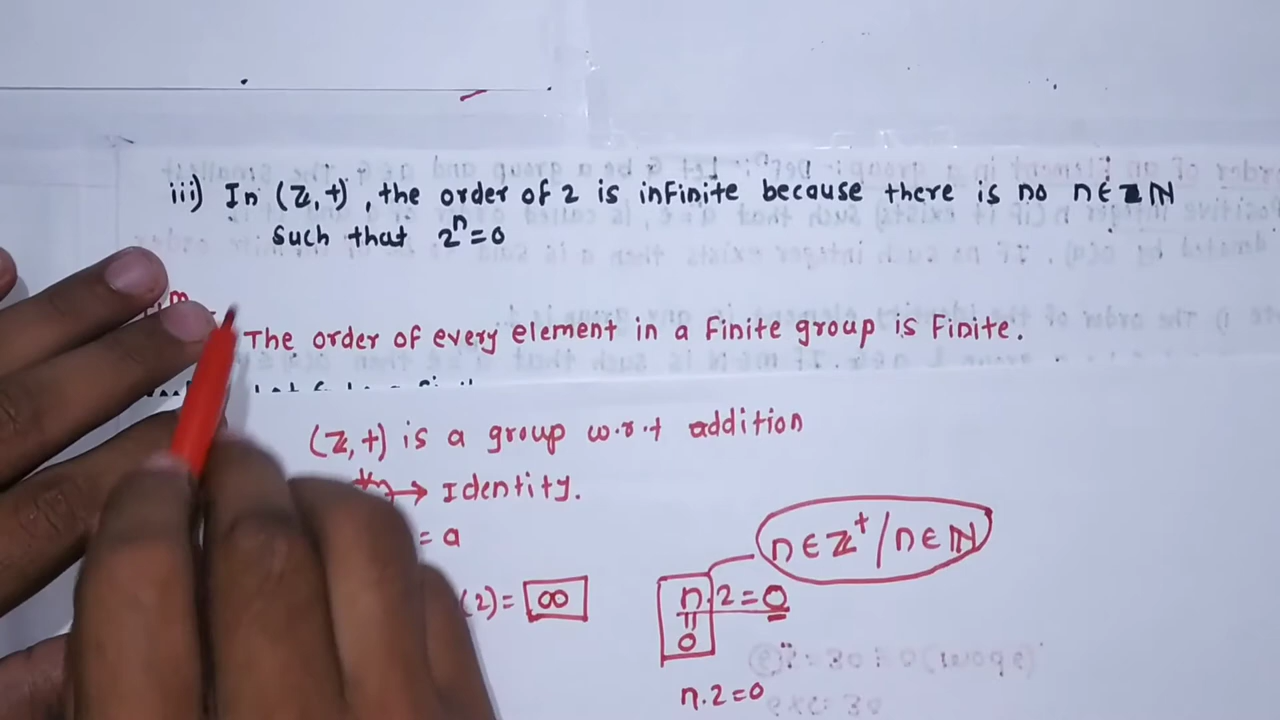 iii) In (ℤ, +), the order of 2 is infinite because there is no n ∈ ℕ
such that 2ⁿ = 0
The order of every element in a finite group is finite.
(ℤ, +) is a group w.r.t addition
→ Identity.
= a
(2) = ∞
n ∈ ℤ⁺ / n ∈ ℕ
n.2 = 0
0
n.2 = 0